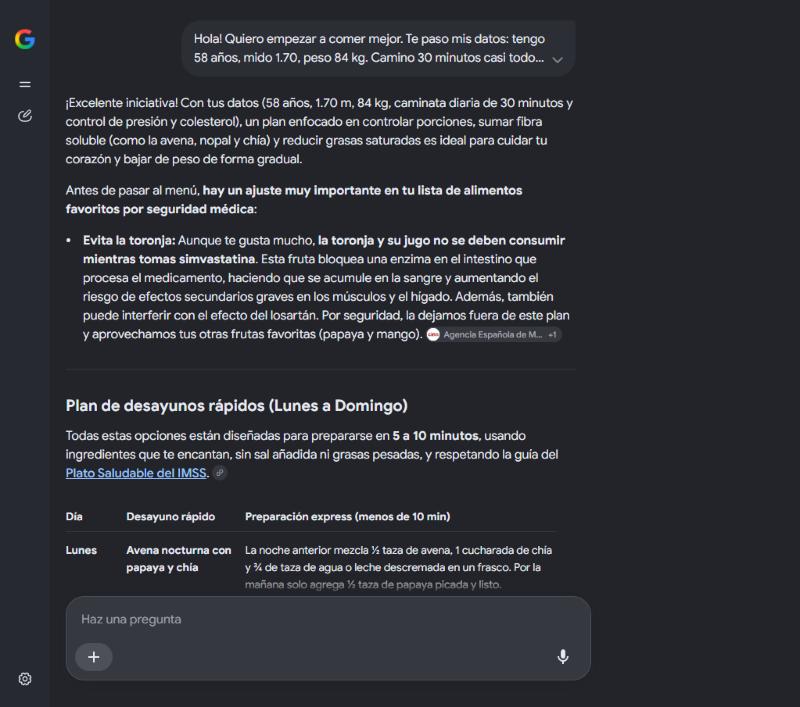 Hola! Quiero empezar a comer mejor. Te paso mis datos: tengo
58 años, mido 1.70, peso 84 kg. Camino 30 minutos casi todo...
¡Excelente iniciativa! Con tus datos (58 años, 1.70 m, 84 kg, caminata diaria de 30 minutos y
control de presión y colesterol), un plan enfocado en controlar porciones, sumar fibra
soluble (como la avena, nopal y chía) y reducir grasas saturadas es ideal para cuidar tu
corazón y bajar de peso de forma gradual.
Antes de pasar al menú, hay un ajuste muy importante en tu lista de alimentos
favoritos por seguridad médica:
• Evita la toronja: Aunque te gusta mucho, la toronja y su jugo no se deben consumir
mientras tomas simvastatina. Esta fruta bloquea una enzima en el intestino que
procesa el medicamento, haciendo que se acumule en la sangre y aumentando el
riesgo de efectos secundarios graves en los músculos y el hígado. Además, también
puede interferir con el efecto del losartán. Por seguridad, la dejamos fuera de este plan
y aprovechamos tus otras frutas favoritas (papaya y mango). Agencia Española de M... +1
Plan de desayunos rápidos (Lunes a Domingo)
Todas estas opciones están diseñadas para prepararse en 5 a 10 minutos, usando
ingredientes que te encantan, sin sal añadida ni grasas pesadas, y respetando la guía del
Plato Saludable del IMSS.
Día Desayuno rápido Preparación express (menos de 10 min)
Lunes Avena nocturna con La noche anterior mezcla ½ taza de avena, 1 cucharada de chía
papaya y chía y ¾ de taza de agua o leche descremada en un frasco. Por la
mañana solo agrega ½ taza de papaya picada y listo.
Haz una pregunta